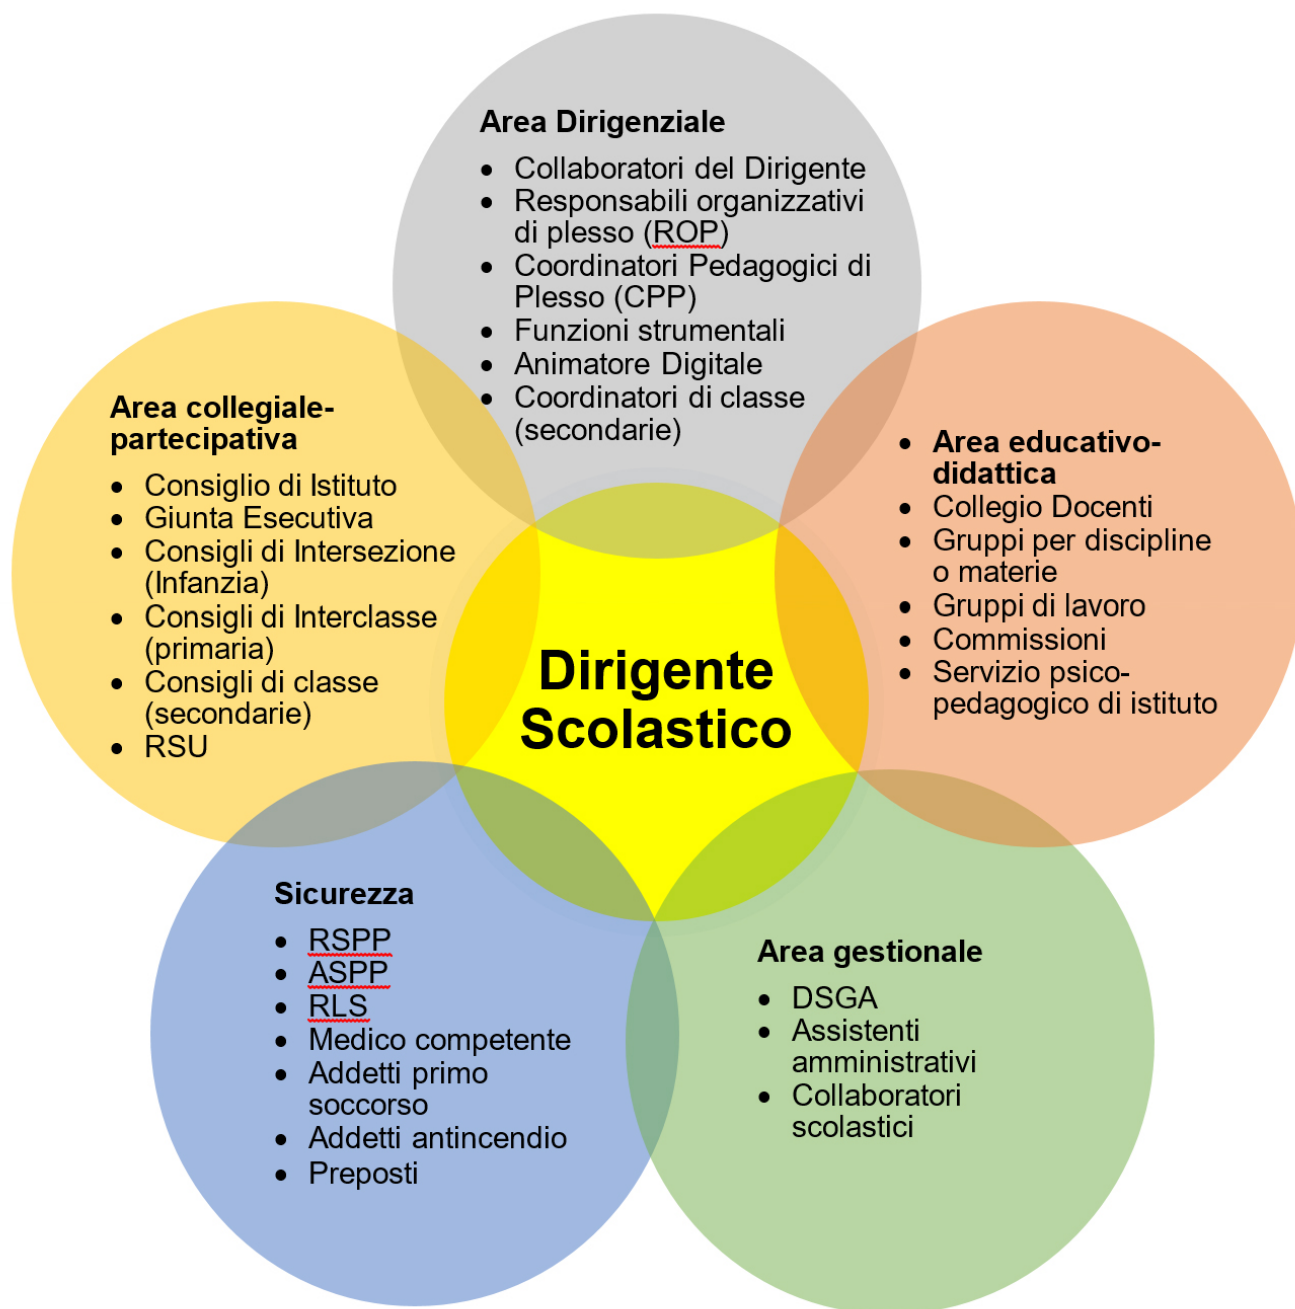 Area Dirigenziale
• Collaboratori del Dirigente
• Responsabili organizzativi
di plesso (ROP)
• Coordinatori Pedagogici di
Plesso (CPP)
• Funzioni strumentali
• Animatore Digitale
• Coordinatori di classe
(secondarie)
Area collegiale-
partecipativa
• Consiglio di Istituto
• Giunta Esecutiva
• Consigli di Intersezione
(Infanzia)
• Consigli di Interclasse
(primaria)
• Consigli di classe
(secondarie)
• RSU
• Area educativo-
didattica
• Collegio Docenti
• Gruppi per discipline
o materie
• Gruppi di lavoro
• Commissioni
• Servizio psico-
pedagogico di istituto
Dirigente
Scolastico
Sicurezza
• RSPP
• ASPP
• RLS
• Medico competente
• Addetti primo
soccorso
• Addetti antincendio
• Preposti
Area gestionale
• DSGA
• Assistenti
amministrativi
• Collaboratori
scolastici